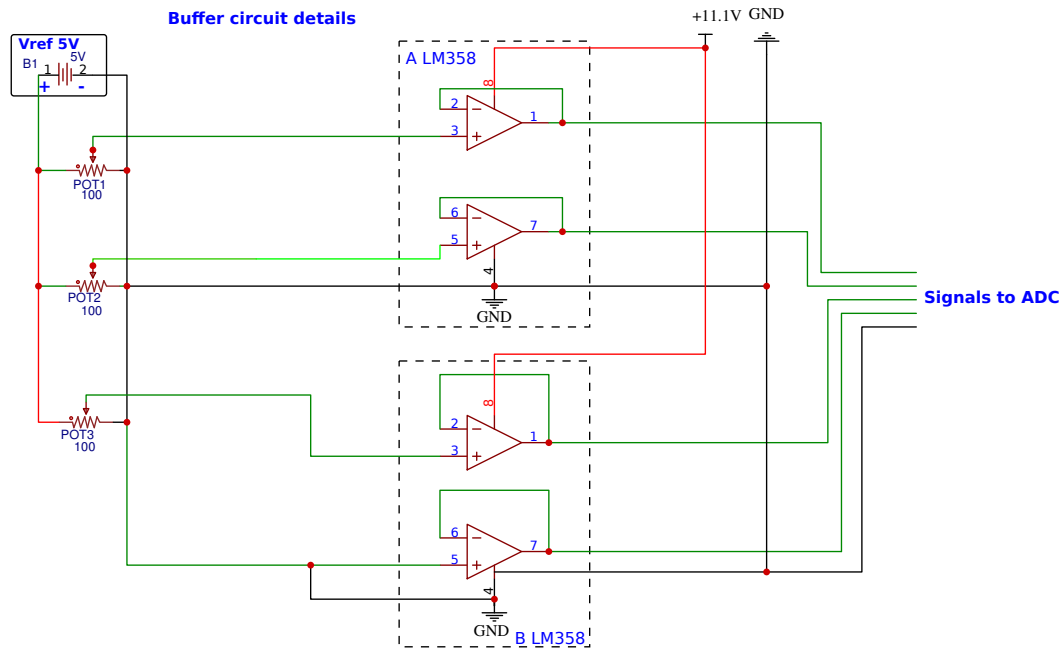 Buffer circuit details
+11.1V GND
Vref 5V
B1 1 5V 2
+ -
A LM358
8
2
3
1
POT1
100
6
5
7
4
GND
POT2
100
Signals to ADC
8
2
3
1
POT3
100
6
5
7
4
GND
B LM358